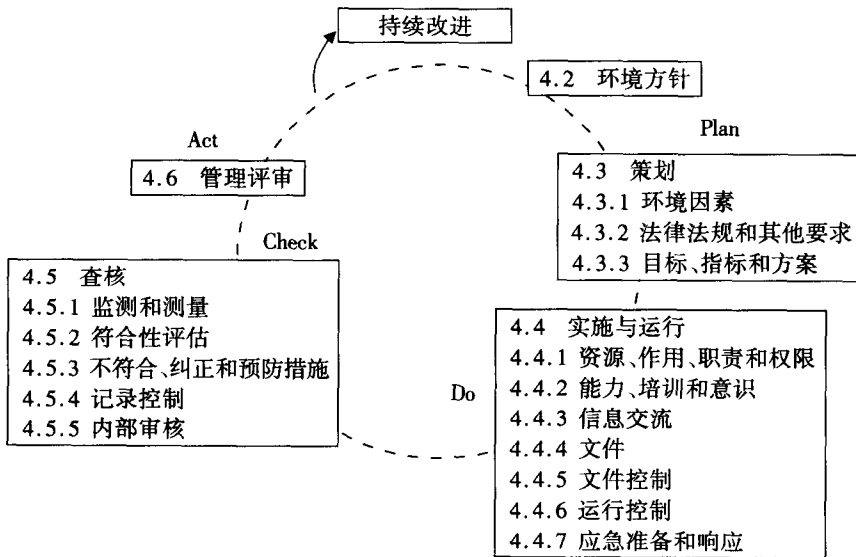 持续改进
4.2 环境方针
Plan
4.3 策划
4.3.1 环境因素
4.3.2 法律法规和其他要求
4.3.3 目标、指标和方案
Do
4.4 实施与运行
4.4.1 资源、作用、职责和权限
4.4.2 能力、培训和意识
4.4.3 信息交流
4.4.4 文件
4.4.5 文件控制
4.4.6 运行控制
4.4.7 应急准备和响应
Check
4.5 查核
4.5.1 监测和测量
4.5.2 符合性评估
4.5.3 不符合、纠正和预防措施
4.5.4 记录控制
4.5.5 内部审核
Act
4.6 管理评审